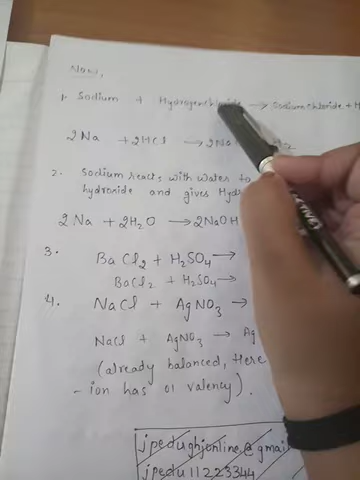 Now,
1. Sodium + Hydrogenchloride → Sodium chloride + H
2Na + 2HCl → 2Na H2
2. Sodium reacts with water to
hydroxide and gives Hyd
2Na + 2H2O → 2NaOH
3. BaCl2 + H2SO4 →
BaCl2 + H2SO4 →
4. NaCl + AgNO3 →
NaCl + AgNO3 → Ag
(already balanced, Here
-ion has 01 valency).
jpedughjonline@gmai
jpedu11223344